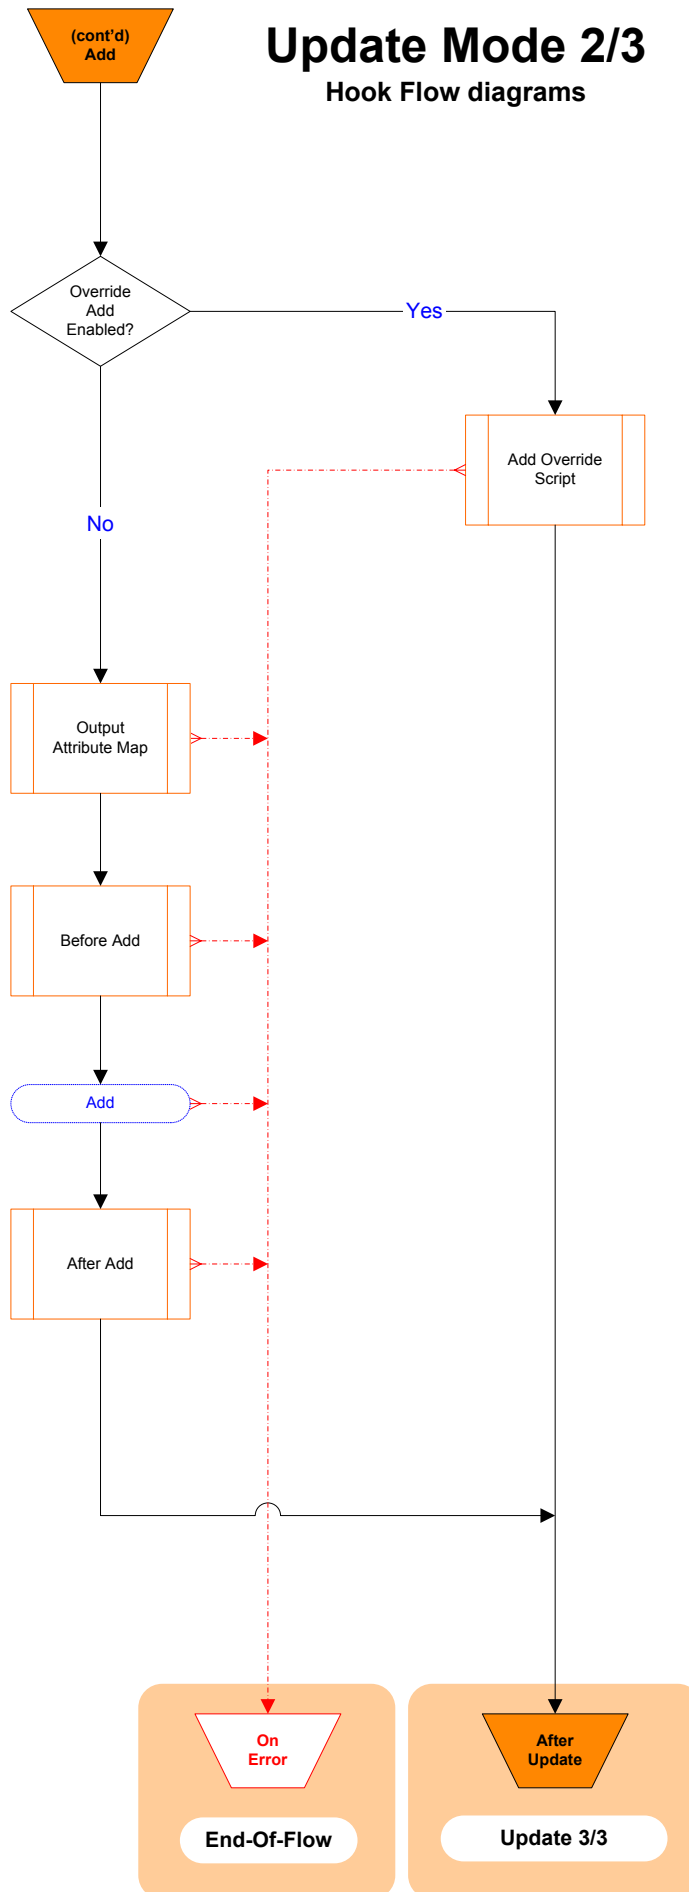 (cont'd)
Add
Update Mode 2/3
Hook Flow diagrams
Override
Add
Enabled?
Yes
Add Override
Script
No
Output
Attribute Map
Before Add
Add
After Add
On
Error
After
Update
End-Of-Flow
Update 3/3